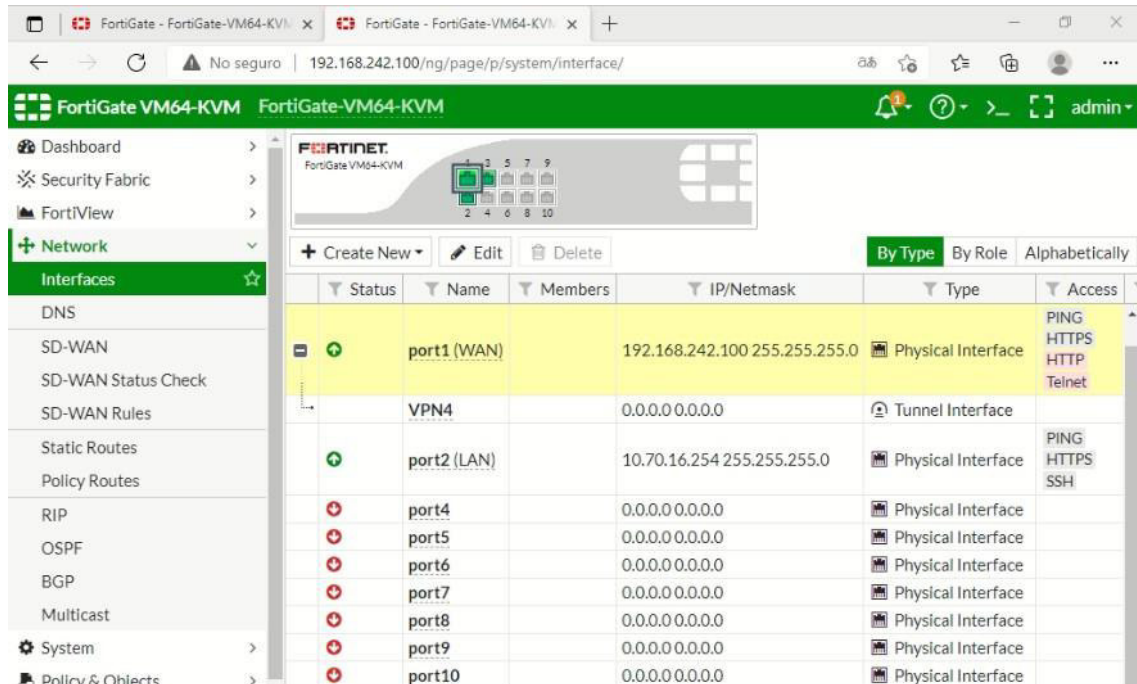 FortiGate - FortiGate-VM64-KV
FortiGate - FortiGate-VM64-KV
No seguro | 192.168.242.100/ng/page/p/system/interface/
FortiGate VM64-KVM FortiGate-VM64-KVM 1 admin
Dashboard
Security Fabric
FortiView
Network
Interfaces
DNS
SD-WAN
SD-WAN Status Check
SD-WAN Rules
Static Routes
Policy Routes
RIP
OSPF
BGP
Multicast
System
Policy & Objects
FORTINET
FortiGate VM64-KVM
1 3 5 7 9
2 4 6 8 10
+ Create New Edit Delete By Type By Role Alphabetically
Status Name Members IP/Netmask Type Access
port1 (WAN) 192.168.242.100 255.255.255.0 Physical Interface PING
HTTPS
HTTP
Telnet
VPN4 0.0.0.0 0.0.0.0 Tunnel Interface
port2 (LAN) 10.70.16.254 255.255.255.0 Physical Interface PING
HTTPS
SSH
port4 0.0.0.0 0.0.0.0 Physical Interface
port5 0.0.0.0 0.0.0.0 Physical Interface
port6 0.0.0.0 0.0.0.0 Physical Interface
port7 0.0.0.0 0.0.0.0 Physical Interface
port8 0.0.0.0 0.0.0.0 Physical Interface
port9 0.0.0.0 0.0.0.0 Physical Interface
port10 0.0.0.0 0.0.0.0 Physical Interface